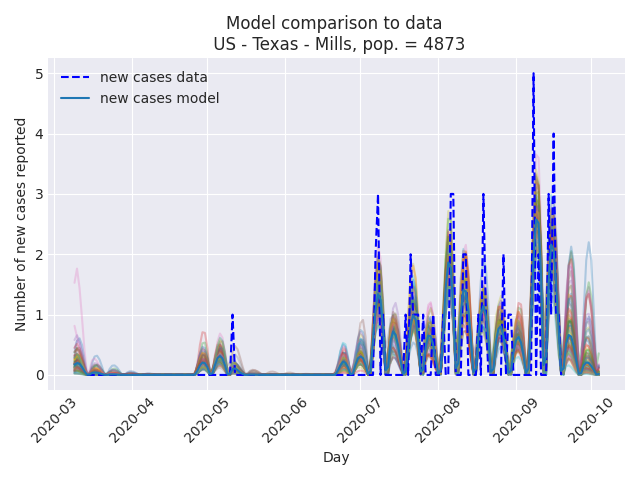 Model comparison to data
US - Texas - Mills, pop. = 4873
new cases data
new cases model
Number of new cases reported
5
4
3
2
1
0
2020-03
2020-04
2020-05
2020-06
2020-07
2020-08
2020-09
2020-10
Day